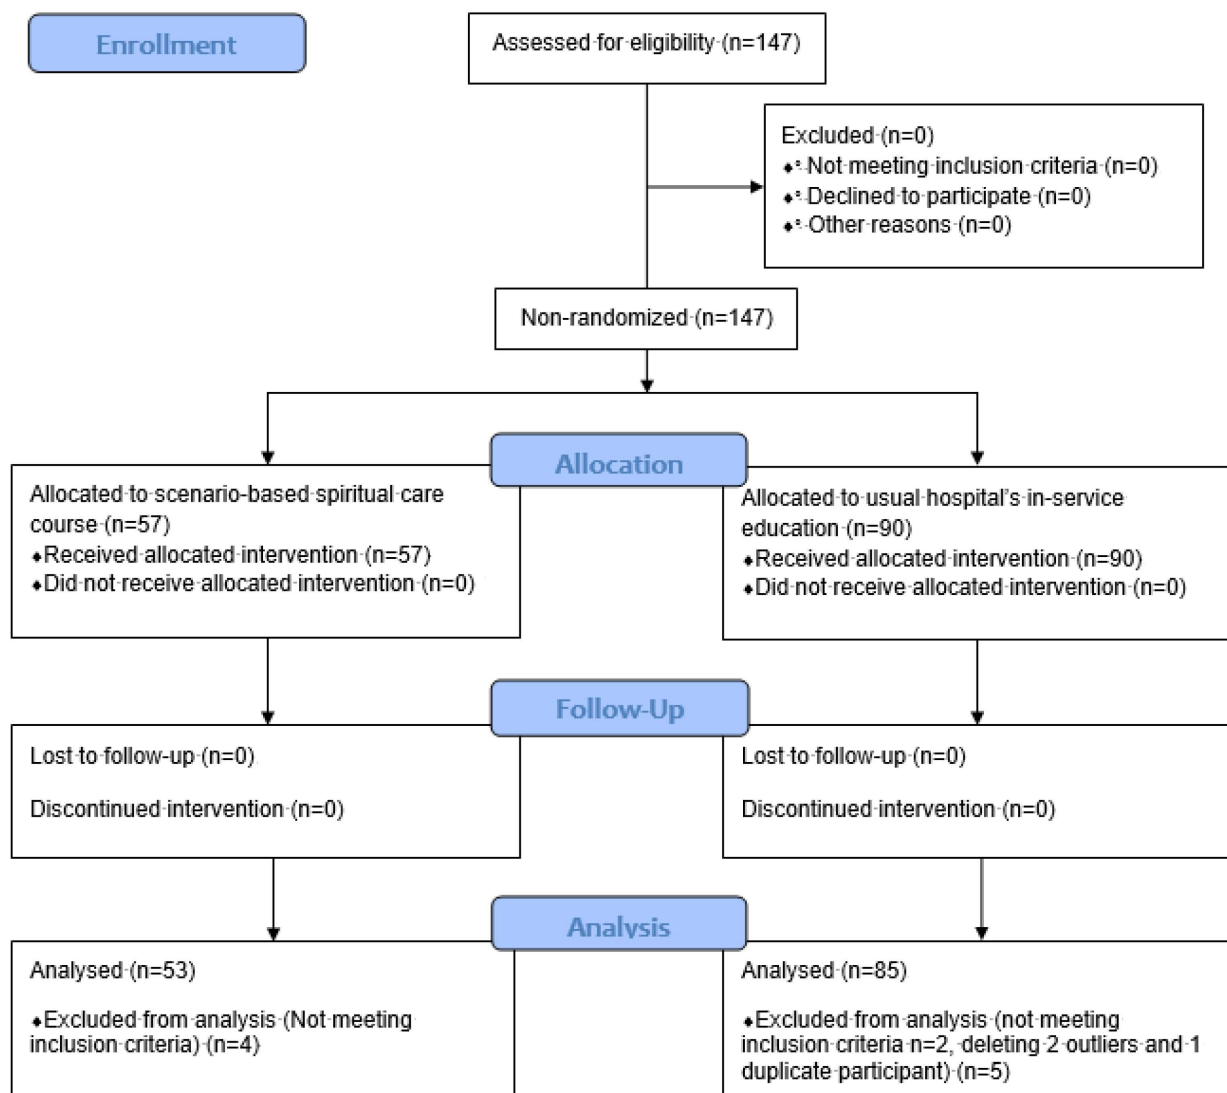 Enrollment
Assessed for eligibility (n=147)
Excluded (n=0)
Not meeting inclusion criteria (n=0)
Declined to participate (n=0)
Other reasons (n=0)
Non-randomized (n=147)
Allocation
Allocated to scenario-based spiritual care
course (n=57)
♦Received allocated intervention (n=57)
♦Did not receive allocated intervention (n=0)
Allocated to usual hospital's in-service
education (n=90)
♦Received allocated intervention (n=90)
♦Did not receive allocated intervention (n=0)
Follow-Up
Lost to follow-up (n=0)
Discontinued intervention (n=0)
Lost to follow-up (n=0)
Discontinued intervention (n=0)
Analysis
Analysed (n=53)
♦Excluded from analysis (Not meeting
inclusion criteria) (n=4)
Analysed (n=85)
♦Excluded from analysis (not meeting
inclusion criteria n=2, deleting 2 outliers and 1
duplicate participant) (n=5)